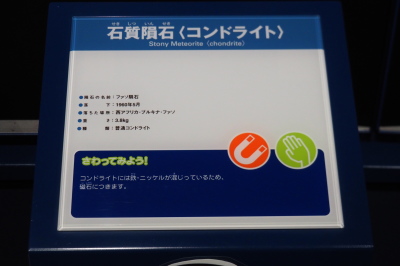 せき しつ いん せき
石質隕石〈コンドライト〉
Stony Meteorite (chondrite)
●隕石の名称：ファソ隕石
●落　　下：1960年6月
●落ちた場所：西アフリカ・ブルキナ・ファソ
●重　　さ：3.8kg
●種　　類：普通コンドライト
さわってみよう!
コンドライトには鉄・ニッケルが混じっているため、
磁石につきます。